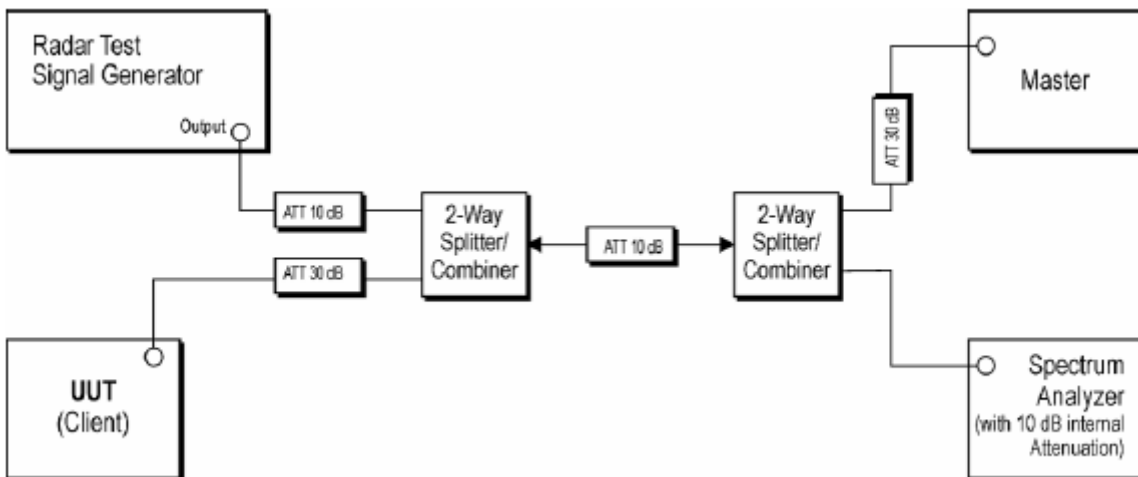 Radar Test
Signal Generator
Output
ATT 10 dB
ATT 30 dB
UUT
(Client)
2-Way
Splitter/
Combiner
ATT 10 dB
2-Way
Splitter/
Combiner
ATT 30 dB
Master
Spectrum
Analyzer
(with 10 dB internal
Attenuation)